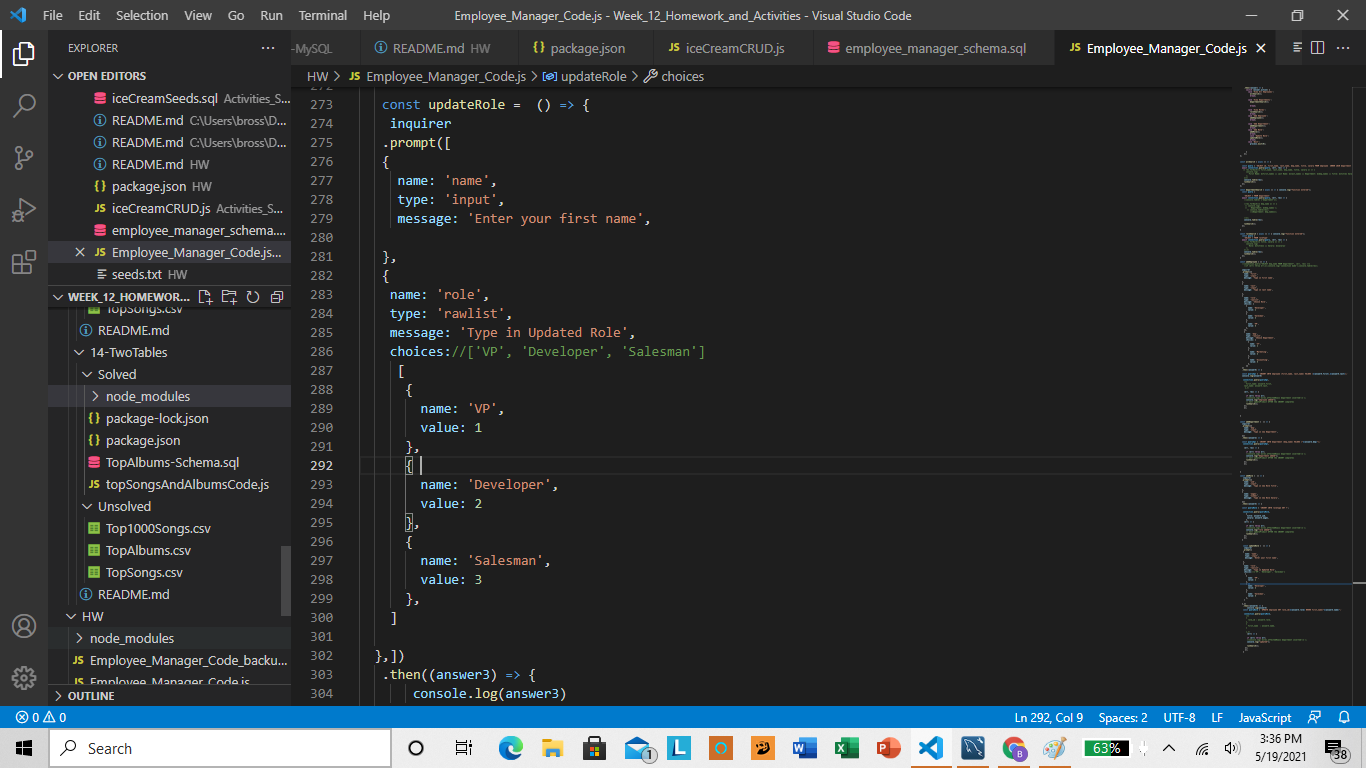 File Edit Selection View Go Run Terminal Help Employee_Manager_Code.js - Week_12_Homework_and_Activities - Visual Studio Code
EXPLORER
-MySQL README.md HW package.json iceCreamCRUD.js employee_manager_schema.sql Employee_Manager_Code.js
HW > Employee_Manager_Code.js > updateRole > choices
OPEN EDITORS
iceCreamSeeds.sql Activities_S...
README.md C:\Users\bross\D...
README.md C:\Users\bross\D...
README.md HW
package.json HW
iceCreamCRUD.js Activities_S...
employee_manager_schema....
Employee_Manager_Code.js...
seeds.txt HW
WEEK_12_HOMEWOR...
TopSongs.csv
README.md
14-TwoTables
Solved
node_modules
package-lock.json
package.json
TopAlbums-Schema.sql
topSongsAndAlbumsCode.js
Unsolved
Top1000Songs.csv
TopAlbums.csv
TopSongs.csv
README.md
HW
node_modules
Employee_Manager_Code_backu...
Employee_Manager_Code.js
OUTLINE
272
273 const updateRole =  () => {
274 inquirer
275 .prompt([
276 {
277 name: 'name',
278 type: 'input',
279 message: 'Enter your first name',
280
281 },
282 {
283 name: 'role',
284 type: 'rawlist',
285 message: 'Type in Updated Role',
286 choices://['VP', 'Developer', 'Salesman']
287 [
288 {
289 name: 'VP',
290 value: 1
291 },
292 {
293 name: 'Developer',
294 value: 2
295 },
296 {
297 name: 'Salesman',
298 value: 3
299 },
300 ]
301
302 },])
303 .then((answer3) => {
304 console.log(answer3)
0 0 Ln 292, Col 9 Spaces: 2 UTF-8 LF JavaScript
Search 1 63% 3:36 PM
5/19/2021 38